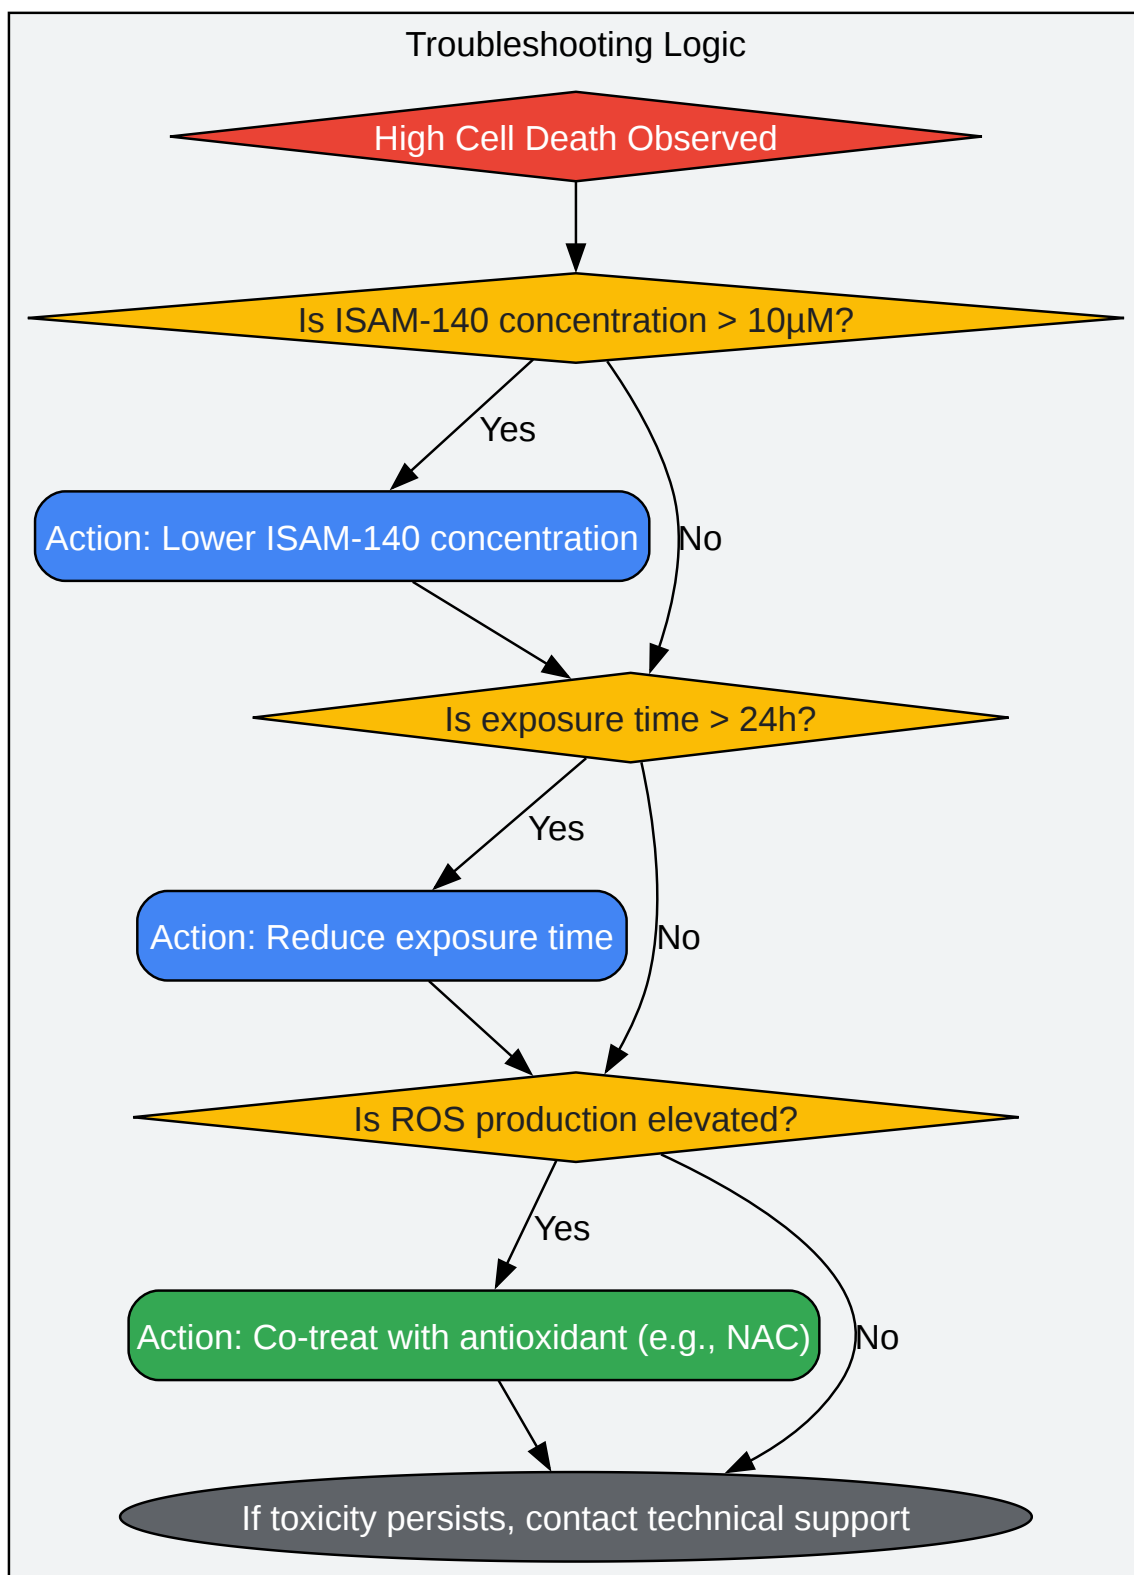 Troubleshooting Logic
High Cell Death Observed
Is ISAM-140 concentration > 10µM?
Yes
Action: Lower ISAM-140 concentration
No
Is exposure time > 24h?
Yes
Action: Reduce exposure time
No
Is ROS production elevated?
Yes
Action: Co-treat with antioxidant (e.g., NAC)
No
If toxicity persists, contact technical support